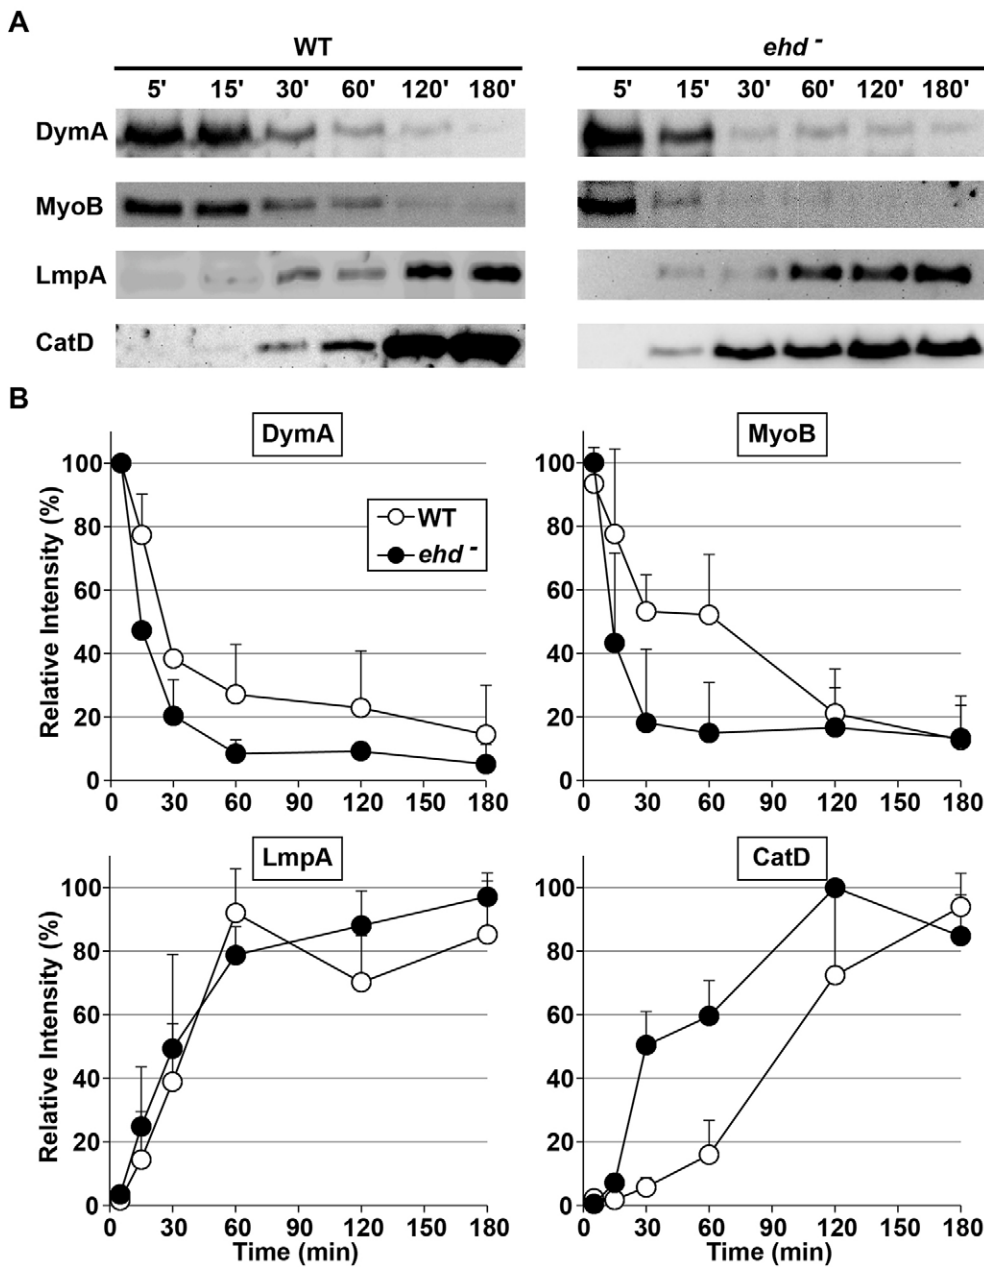 A
WT
ehd -
5' 15' 30' 60' 120' 180'
5' 15' 30' 60' 120' 180'
DymA
MyoB
LmpA
CatD
B
DymA
Relative Intensity (%)
100
80
60
40
20
0
0 30 60 90 120 150 180
WT
ehd -
MyoB
100
80
60
40
20
0
0 30 60 90 120 150 180
LmpA
Relative Intensity (%)
100
80
60
40
20
0
0 30 60 90 120 150 180
Time (min)
CatD
100
80
60
40
20
0
0 30 60 90 120 150 180
Time (min)